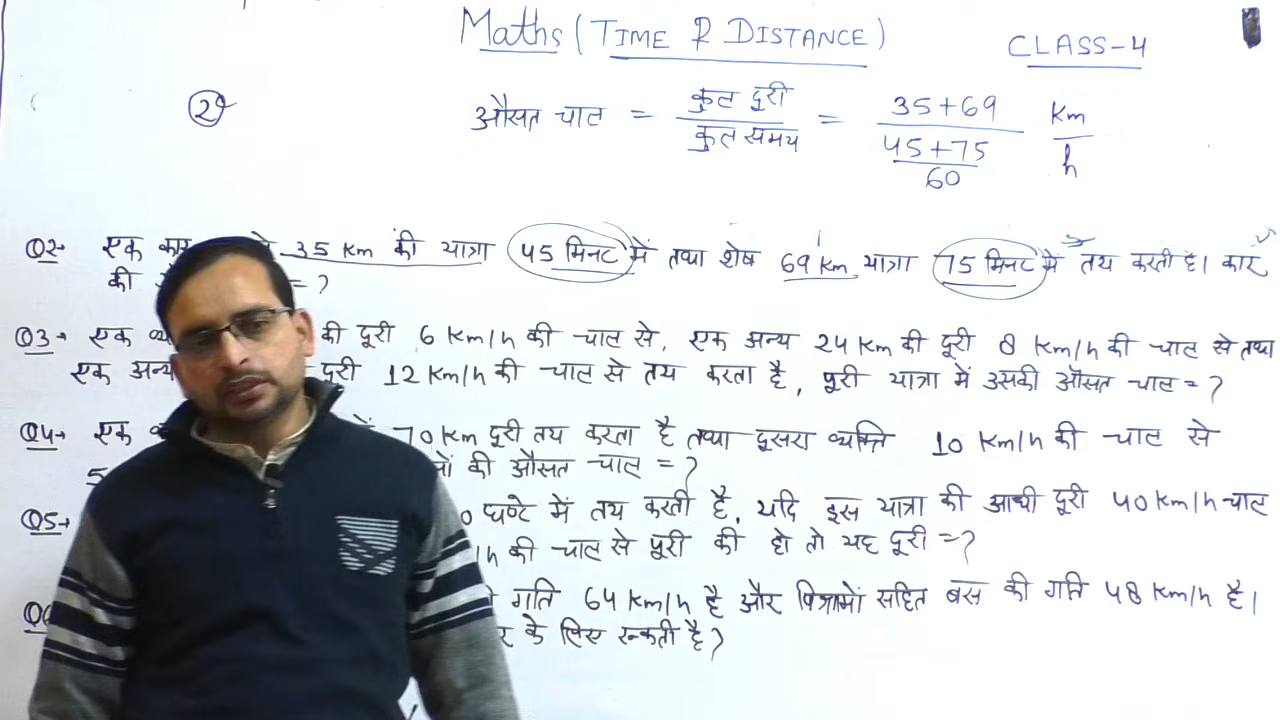 Maths (TIME & DISTANCE)
CLASS-4
2
औसत चाल = कुल दूरी / कुल समय = 35+69 / (45+75 / 60) Km/h
Q2→ एक कार 35 Km की यात्रा 45 मिनट में तथा शेष 69 Km यात्रा 75 मिनट में तय करती है। कार
की = ?
Q3→ एक की दूरी 6 Km/h की चाल से, एक अन्य 24 Km की दूरी 8 Km/h की चाल से तथा
एक अन्य दूरी 12 Km/h की चाल से तय करता है, पूरी यात्रा में उसकी औसत चाल = ?
Q4→ एक 70 Km दूरी तय करता है तथा दूसरा व्यक्ति 10 Km/h की चाल से
5 की औसत चाल = ?
Q5→ घण्टे में तय करती है, यदि इस यात्रा की आधी दूरी 40 Km/h चाल
की चाल से पूरी की हो तो यह दूरी = ?
गति 64 Km/h है और विश्रामों सहित बस की गति 48 Km/h है।
के लिए रुकती है?